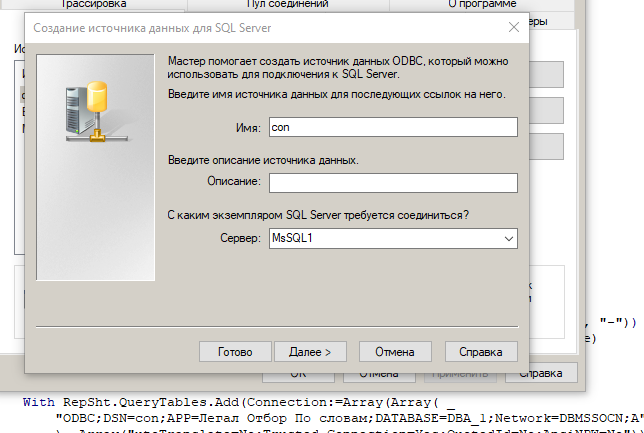 Трассировка Пул соединений О программе
Создание источника данных для SQL Server
Мастер помогает создать источник данных ODBC, который можно
использовать для подключения к SQL Server.
Введите имя источника данных для последующих ссылок на него.
Имя: con
Введите описание источника данных.
Описание:
С каким экземпляром SQL Server требуется соединиться?
Сервер: MsSQL1
, "-"))
Готово Далее > Отмена Справка
Отмена Применить Справка
With RepSht.QueryTables.Add(Connection:=Array(Array( _
"ODBC;DSN=con;APP=Легал Отбор По словам;DATABASE=DBA_1;Network=DBMSSOCN;A"